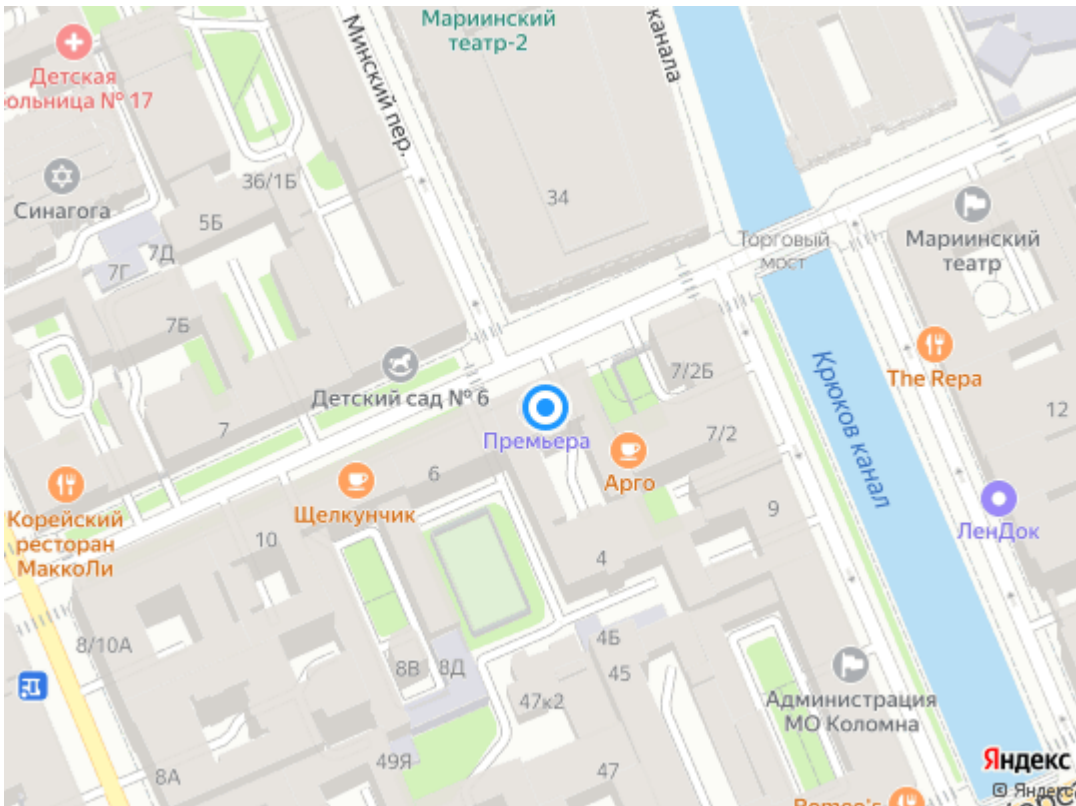 Мариинский
театр-2
канала
Минский пер.
Детская
ольница № 17
36/1Б
34
Синагога
5Б
7Д
7Г
Торговый
мост
Мариинский
театр
7Б
Детский сад № 6
7/2Б
The Repa
Крюков канал
7
Премьера
7/2
12
6
Арго
Щелкунчик
9
Корейский
ресторан
МаккоЛи
10
ЛенДок
4
8/10А
4Б
8В
8Д
45
47к2
Администрация
МО Коломна
49Я
8А
47
Яндекс
© Яндекс
Romeo's